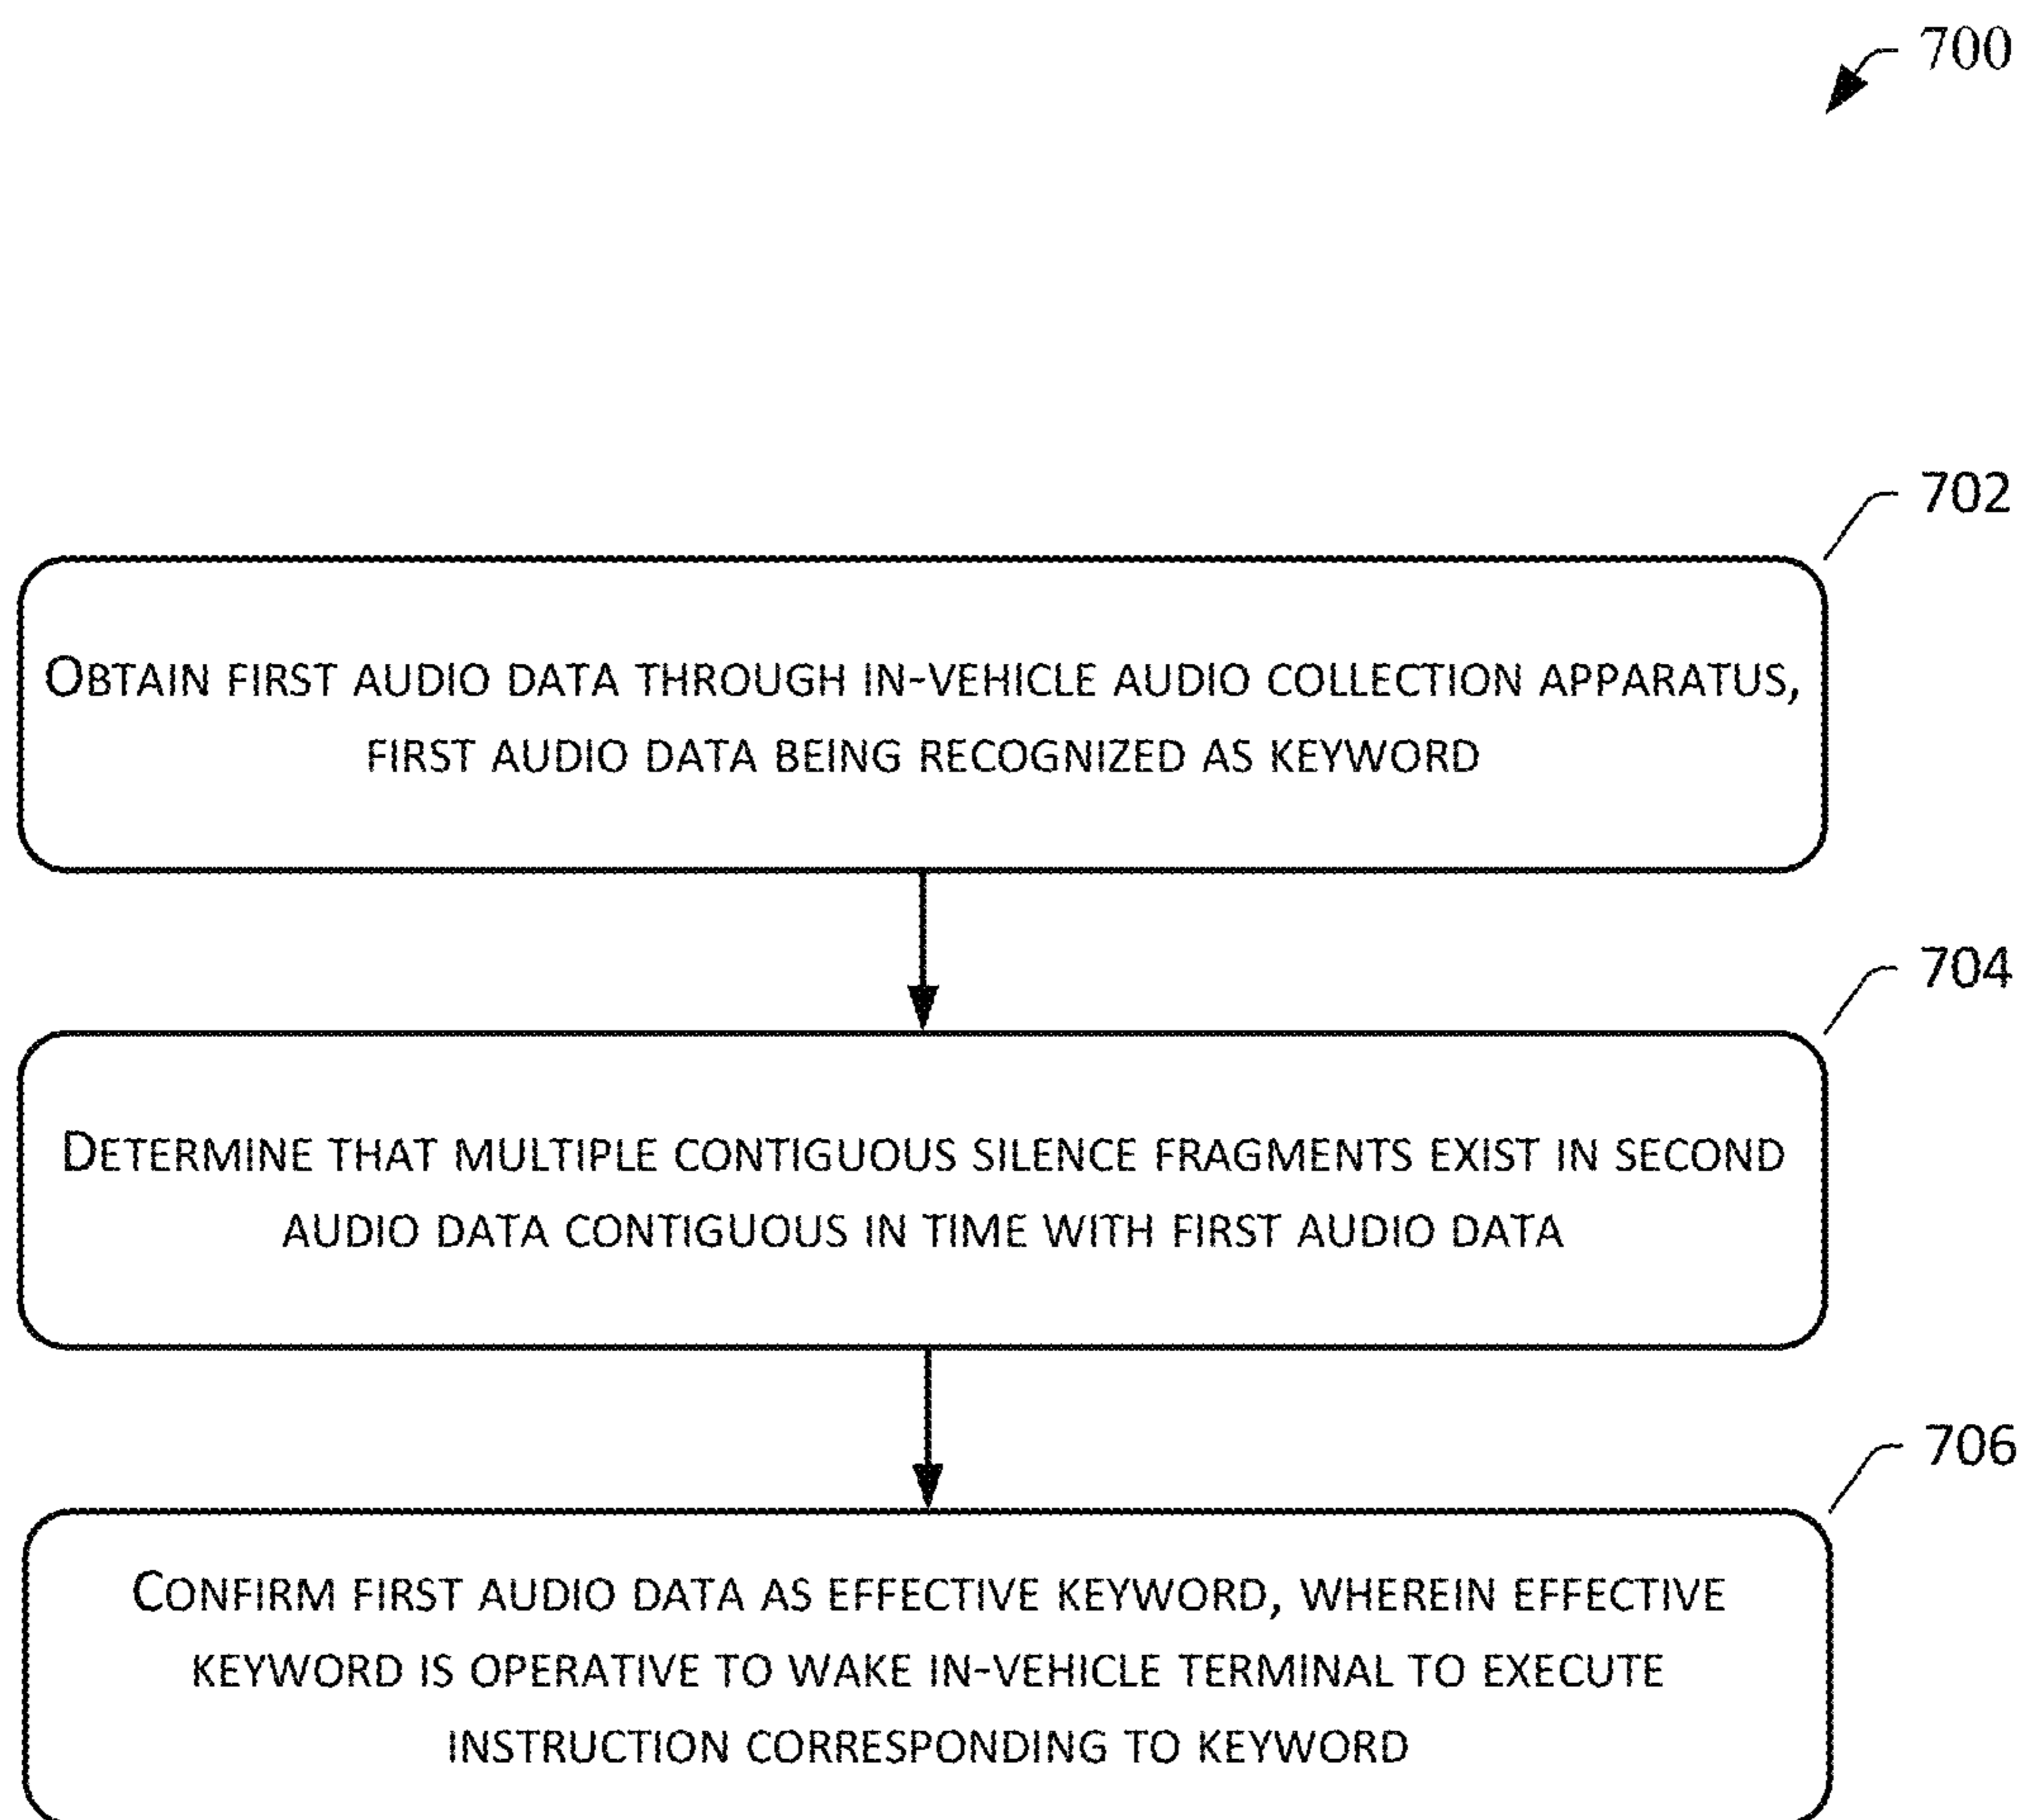 700
702
OBTAIN FIRST AUDIO DATA THROUGH IN-VEHICLE AUDIO COLLECTION APPARATUS,
FIRST AUDIO DATA BEING RECOGNIZED AS KEYWORD
704
DETERMINE THAT MULTIPLE CONTIGUOUS SILENCE FRAGMENTS EXIST IN SECOND
AUDIO DATA CONTIGUOUS IN TIME WITH FIRST AUDIO DATA
706
CONFIRM FIRST AUDIO DATA AS EFFECTIVE KEYWORD, WHEREIN EFFECTIVE
KEYWORD IS OPERATIVE TO WAKE IN-VEHICLE TERMINAL TO EXECUTE
INSTRUCTION CORRESPONDING TO KEYWORD